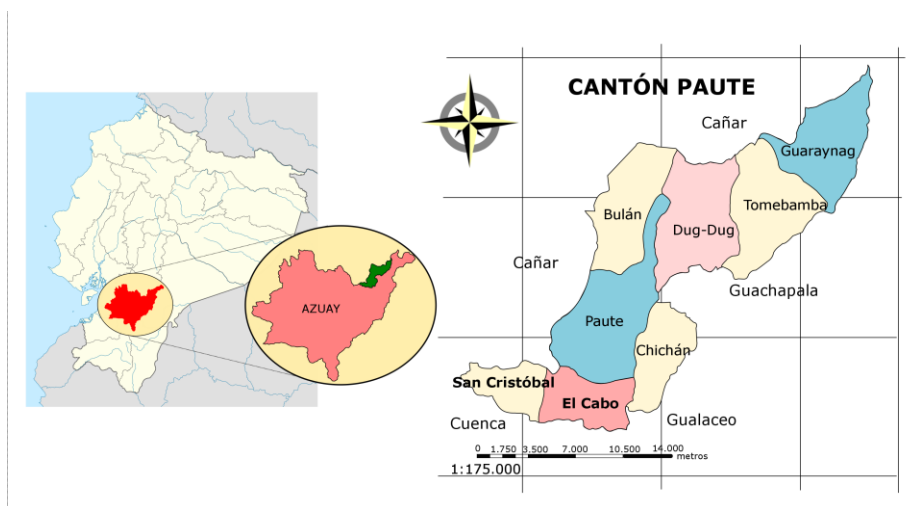 CANTÓN PAUTE
Cañar
Guaraynag
Bulán
Tomebamba
Dug-Dug
Cañar
Guachapala
AZUAY
Paute
Chichán
San Cristóbal
El Cabo
Cuenca
Gualaceo
0 1.750 3.500 7.000 10.500 14.000 metros
1:175.000